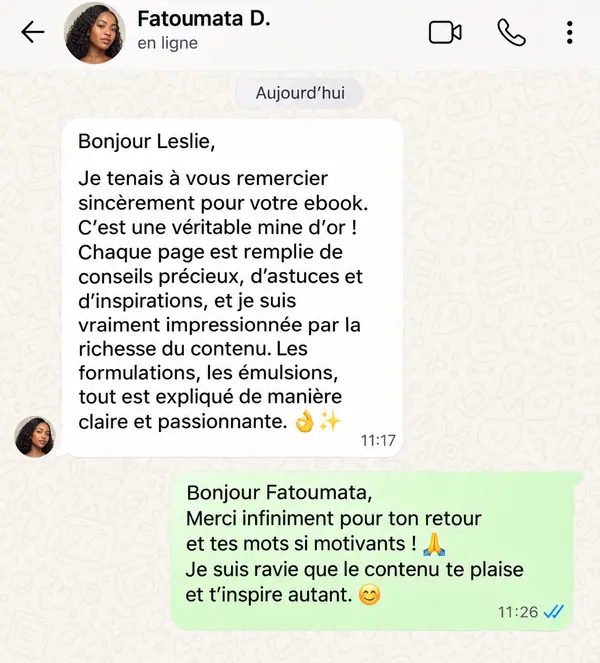 Fatoumata D.
en ligne
Aujourd’hui
Bonjour Leslie,
Je tenais à vous remercier
sincèrement pour votre ebook.
C’est une véritable mine d’or !
Chaque page est remplie de
conseils précieux, d’astuces et
d’inspirations, et je suis
vraiment impressionnée par la
richesse du contenu. Les
formulations, les émulsions,
tout est expliqué de manière
claire et passionnante. 👌✨
11:17
Bonjour Fatoumata,
Merci infiniment pour ton retour
et tes mots si motivants ! 🙏
Je suis ravie que le contenu te plaise
et t’inspire autant. 😊
11:26